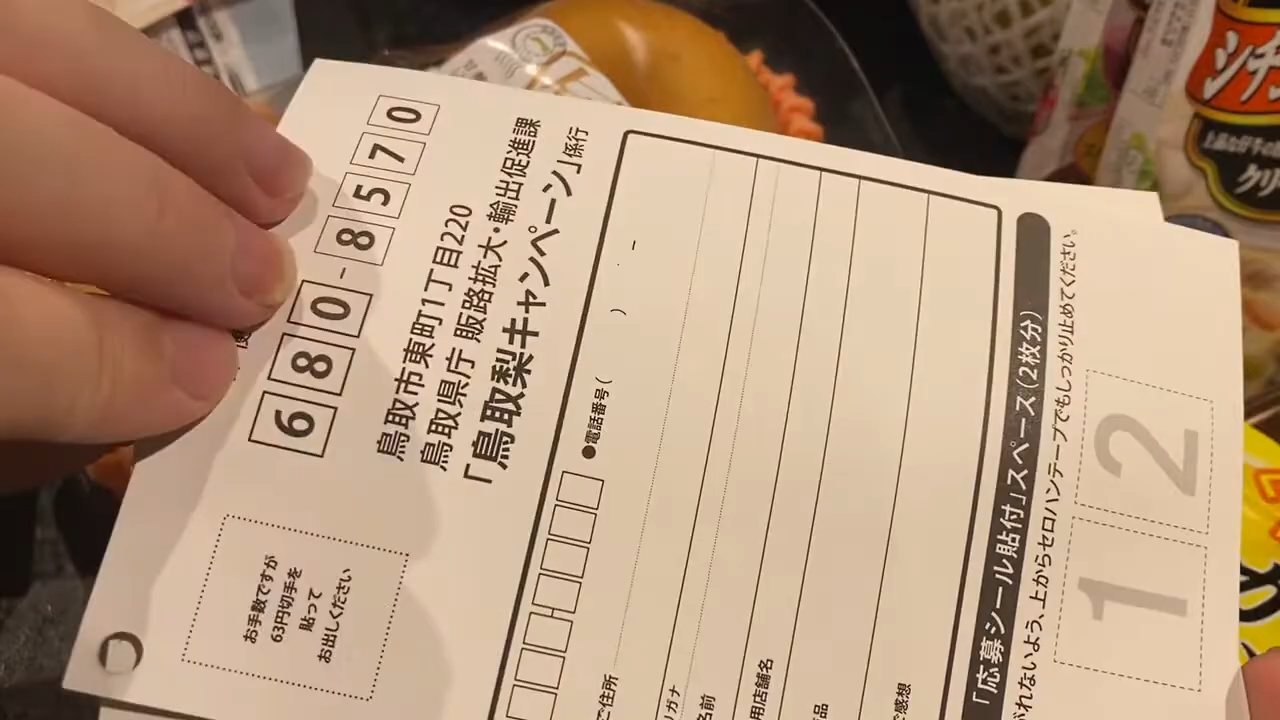 お手数ですが
63円切手を
貼って
お出しください
680-8570
鳥取市東町1丁目220
鳥取県庁 販路拡大・輸出促進課
「鳥取梨キャンペーン」係行
●電話番号( ) -
ご住所
リガナ
名前
用店舗名
品
ご感想
「応募シール貼付」スペース(2枚分)
がれないよう、上からセロハンテープでもしっかり止めてください。
1
2
シチ
クリ